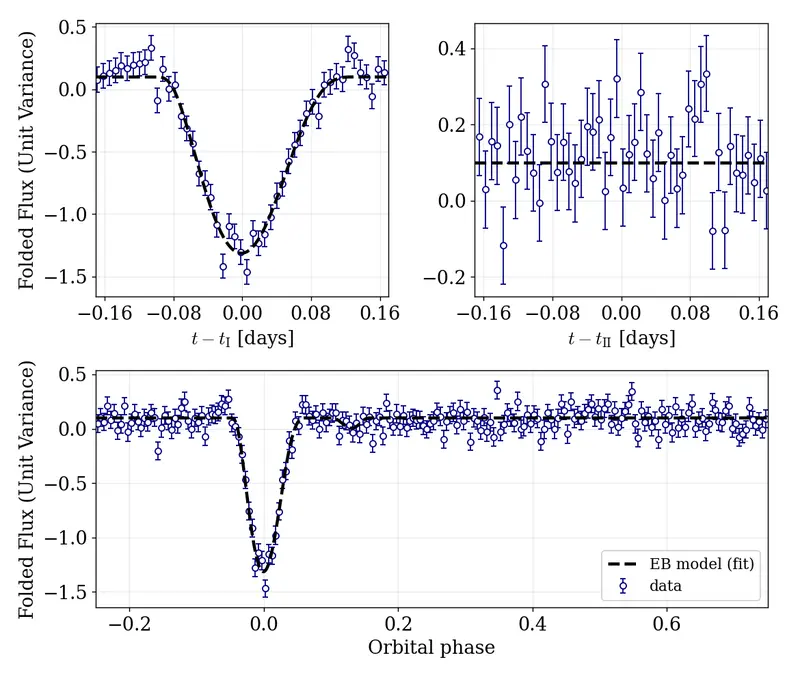 Folded Flux (Unit Variance)
0.5
0.0
−0.5
−1.0
−1.5
−0.16 −0.08 0.00 0.08 0.16
t − tI [days]
0.4
0.2
0.0
−0.2
−0.16 −0.08 0.00 0.08 0.16
t − tII [days]
Folded Flux (Unit Variance)
0.5
0.0
−0.5
−1.0
−1.5
−0.2 0.0 0.2 0.4 0.6
Orbital phase
EB model (fit)
data